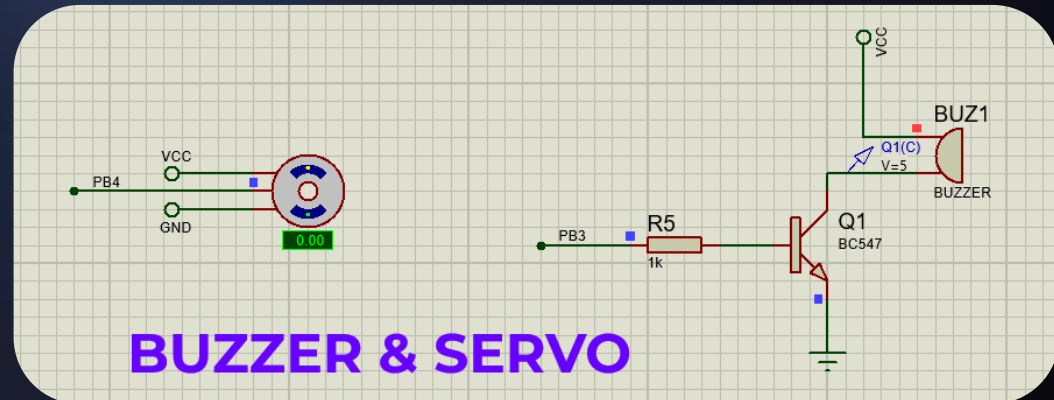 VCC
PB4
GND
0.00
VCC
BUZ1
Q1(C)
V=5
BUZZER
PB3
R5
1k
Q1
BC547
BUZZER & SERVO